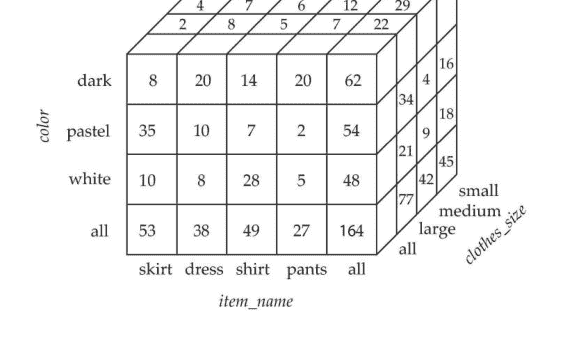 4 7 6 12 29
2 8 5 7 22
dark 8 20 14 20 62 34 4 16
pastel 35 10 7 2 54 21 9 18
white 10 8 28 5 48 77 42 45
all 53 38 49 27 164
small
medium
large
all
skirt dress shirt pants all
color
item_name
clothes_size